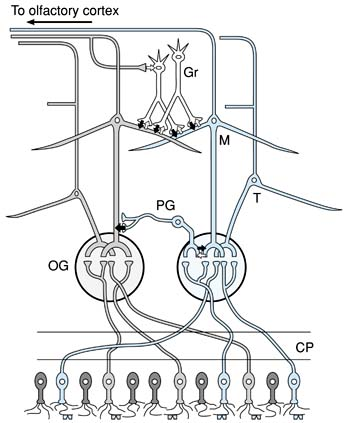 To olfactory cortex
Gr
M
PG
T
OG
CP